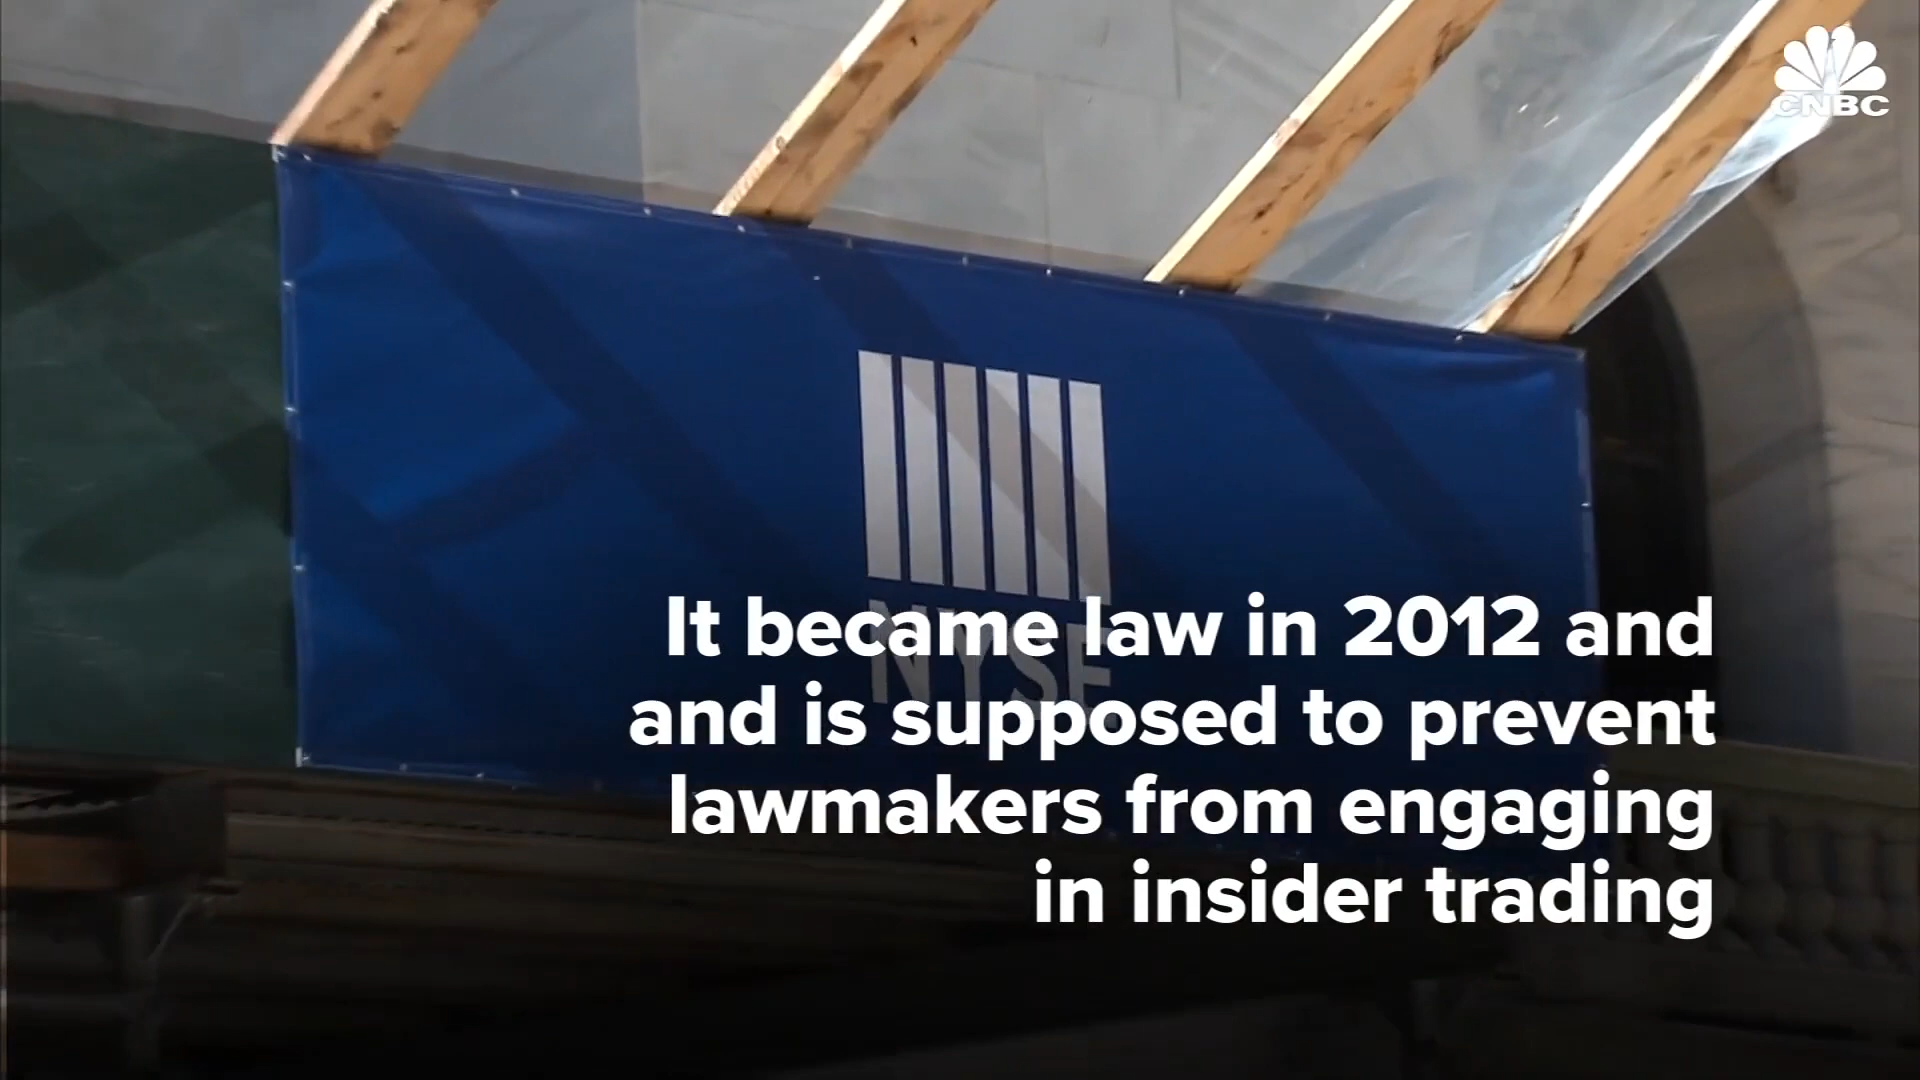 CNBC
NYSE
It became law in 2012 and
and is supposed to prevent
lawmakers from engaging
in insider trading